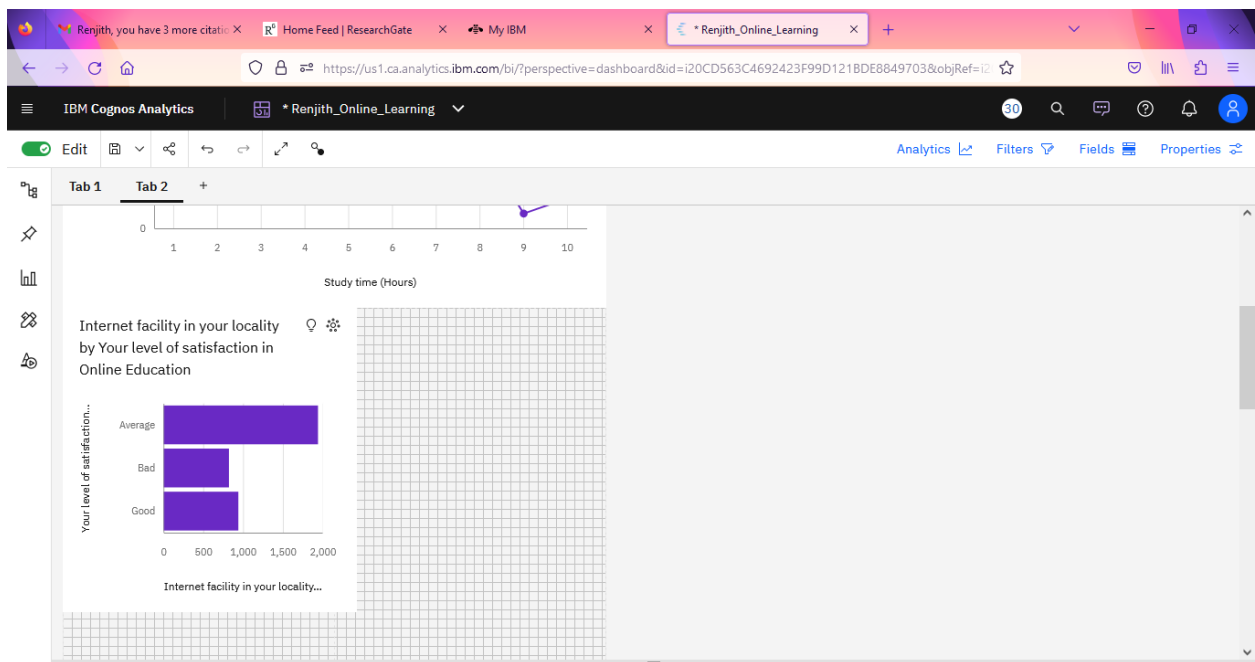 Renjith, you have 3 more citatio
R⁶ Home Feed | ResearchGate
My IBM
* Renjith_Online_Learning
https://us1.ca.analytics.ibm.com/bi/?perspective=dashboard&id=i20CD563C4692423F99D121BDE8849703&objRef=i2
IBM Cognos Analytics
* Renjith_Online_Learning
30
Edit
Analytics
Filters
Fields
Properties
Tab 1
Tab 2
+
0
1 2 3 4 5 6 7 8 9 10
Study time (Hours)
Internet facility in your locality
by Your level of satisfaction in
Online Education
Your level of satisfaction...
Average
Bad
Good
0 500 1,000 1,500 2,000
Internet facility in your locality...